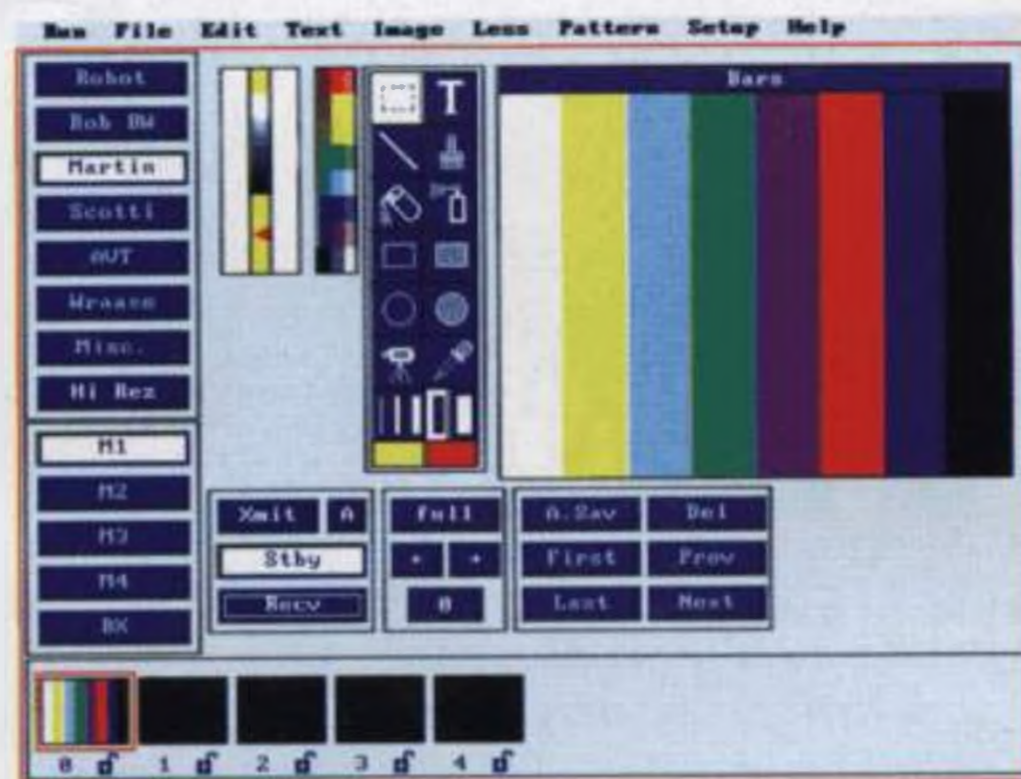 Run File Edit Text Image Less Pattern Setup Help
Robot
Rob BW
Martin
Scotti
AVT
Wraase
Misc.
Hi Rez
M1
M2
M3
M4
BX
T
Bars
Xmit A
Stby
Recv
full
0
A.Sav Del
First Prev
Last Next
0 1 2 3 4